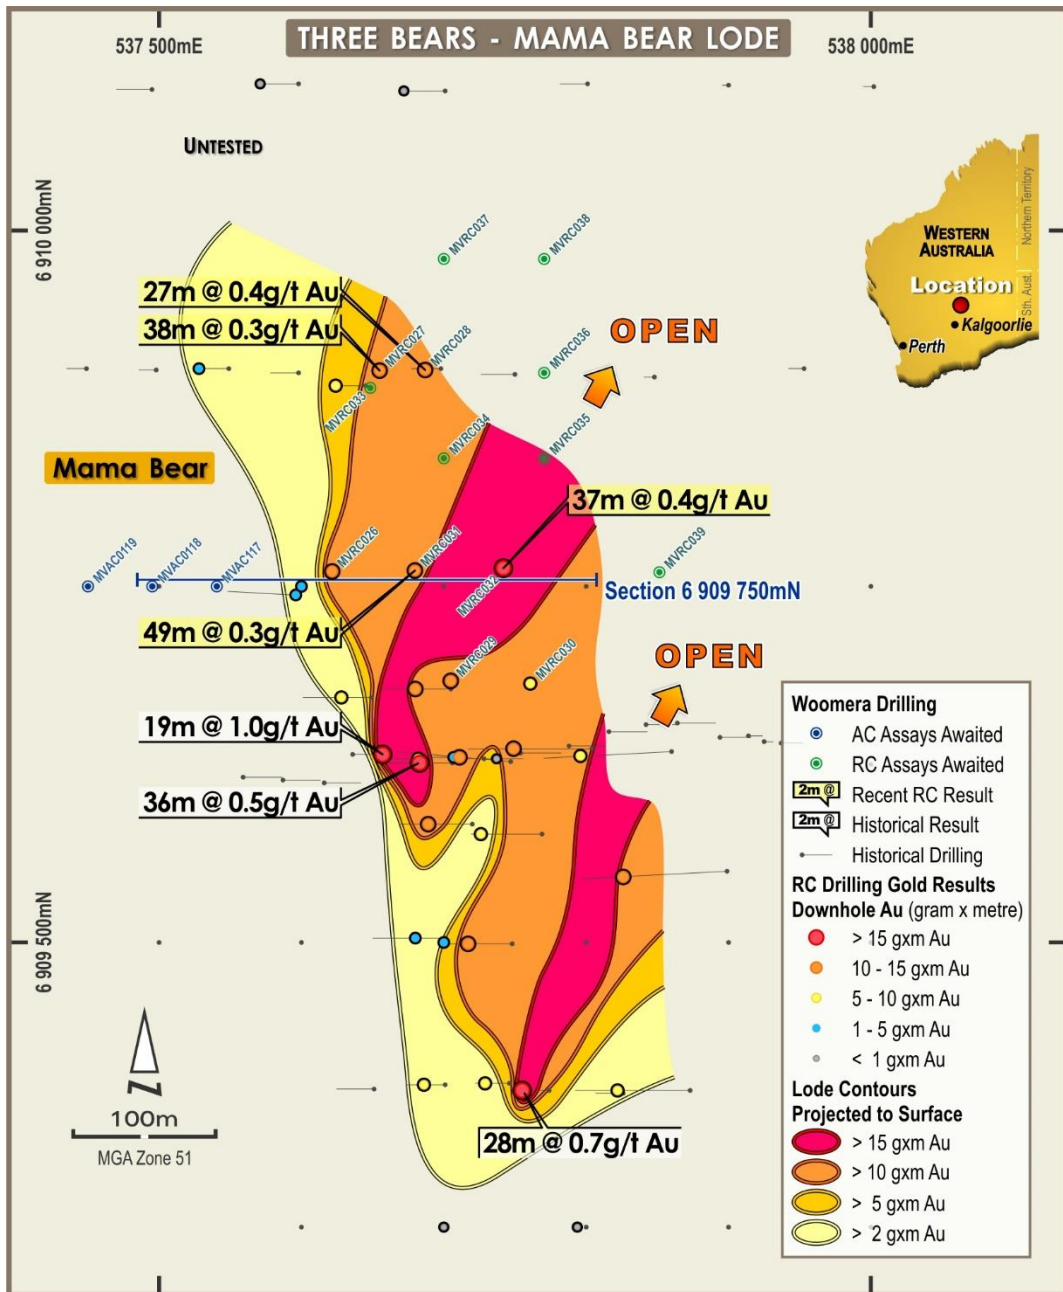 THREE BEARS - MAMA BEAR LODE
537 500mE
538 000mE
UNTESTED
6 910 000mN
WESTERN
AUSTRALIA
Northern Territory
Sth. Aust.
Location
Kalgoorlie
Perth
MVRC037
MVRC038
27m @ 0.4g/t Au
38m @ 0.3g/t Au
MVRC027
MVRC028
MVRC036
OPEN
MVRC033
MVRC034
MVRC035
Mama Bear
37m @ 0.4g/t Au
MVAC0119
MVAC0118
MVAC117
MVRC026
MVRC031
MVRC032
MVRC039
Section 6 909 750mN
49m @ 0.3g/t Au
MVRC029
MVRC030
OPEN
19m @ 1.0g/t Au
36m @ 0.5g/t Au
6 909 500mN
28m @ 0.7g/t Au
N
100m
MGA Zone 51
Woomera Drilling
AC Assays Awaited
RC Assays Awaited
2m @ Recent RC Result
2m @ Historical Result
Historical Drilling
RC Drilling Gold Results
Downhole Au (gram x metre)
> 15 gxm Au
10 - 15 gxm Au
5 - 10 gxm Au
1 - 5 gxm Au
< 1 gxm Au
Lode Contours
Projected to Surface
> 15 gxm Au
> 10 gxm Au
> 5 gxm Au
> 2 gxm Au